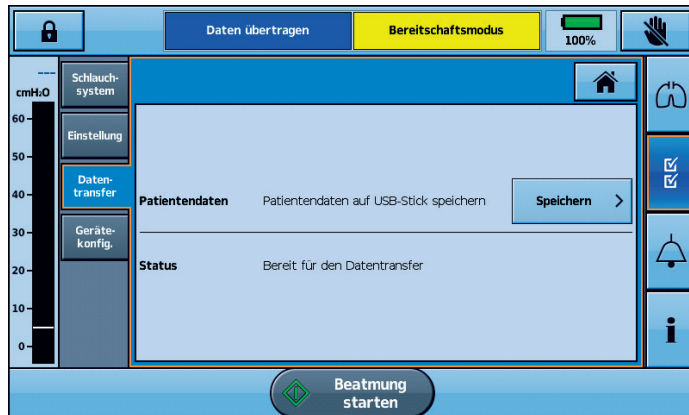 Daten übertragen
Bereitschaftsmodus
100%
---
cmH₂O
60
50
40
30
20
10
0
Schlauch-
system
Einstellung
Daten-
transfer
Geräte-
konfig.
Patientendaten Patientendaten auf USB-Stick speichern Speichern >
Status Bereit für den Datentransfer
Beatmung
starten